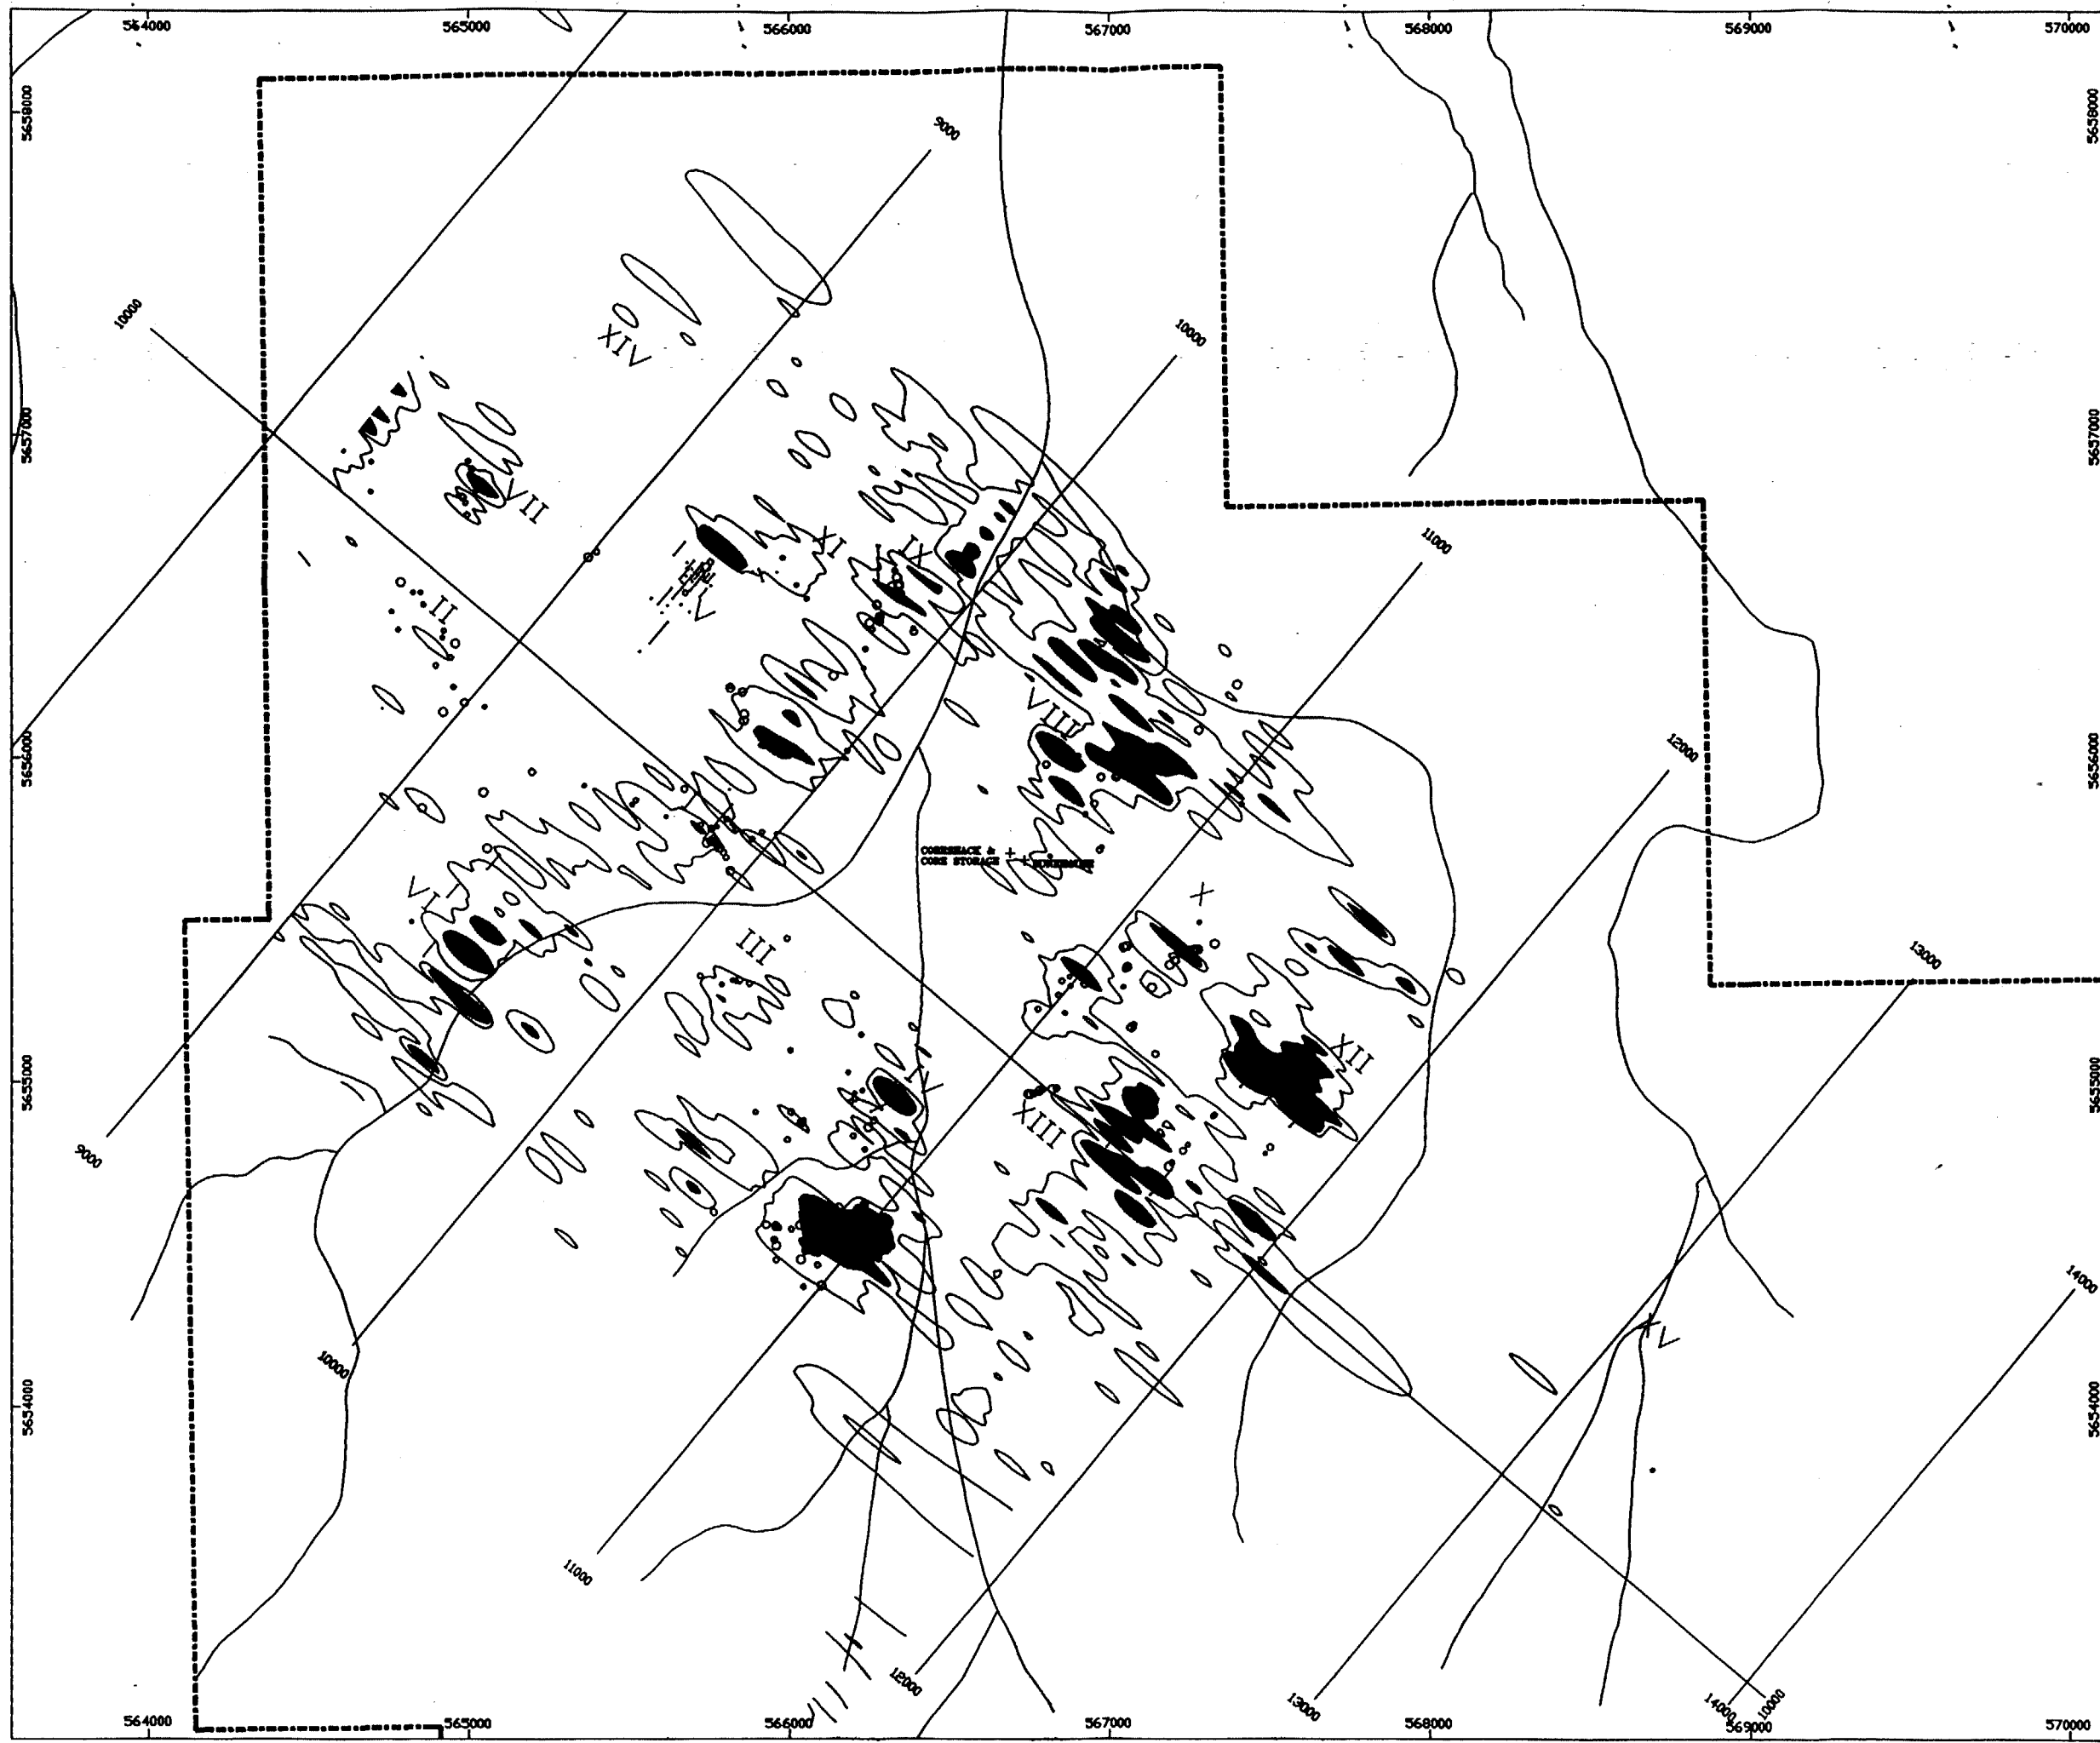 564000 565000 566000 567000 568000 569000 570000
5658000 5658000
9000
10000
10000
XIV
5657000 5657000
VII
11000
XI
IX
V
II
VIII
12000
5656000 5656000
CORESHACK &
CORE STORAGE
VI
X
III
13000
XII
IV
5655000 5655000
XIII
9000
14000
XV
10000
5654000 5654000
11000
12000
13000
14000
10000
564000 565000 566000 567000 568000 569000 570000